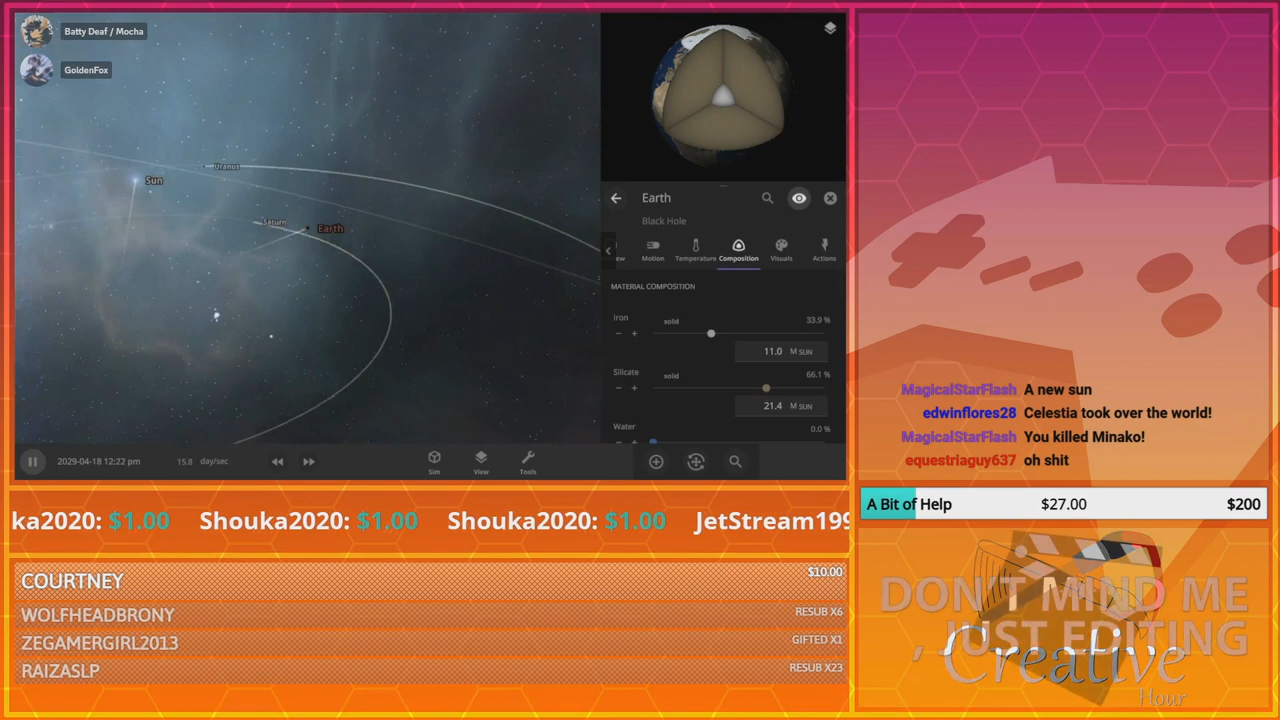 Batty Deaf / Mocha
GoldenFox
Uranus
Sun
Saturn
Earth
2029-04-18 12:22 pm
15.8 day/sec
Sim
View
Tools
Earth
Black Hole
ew
Motion
Temperature
Composition
Visuals
Actions
MATERIAL COMPOSITION
Iron
solid
33.9 %
11.0 M SUN
Silicate
solid
66.1 %
21.4 M SUN
Water
0.0 %
MagicalStarFlash A new sun
edwinflores28 Celestia took over the world!
MagicalStarFlash You killed Minako!
equestriaguy637 oh shit
A Bit of Help $27.00 $200
ka2020: $1.00 Shouka2020: $1.00 Shouka2020: $1.00 JetStream199
COURTNEY $10.00
WOLFHEADBRONY RESUB X6
ZEGAMERGIRL2013 GIFTED X1
RAIZASLP RESUB X23
DON'T MIND ME
, JUST EDITING
Creative
Hour